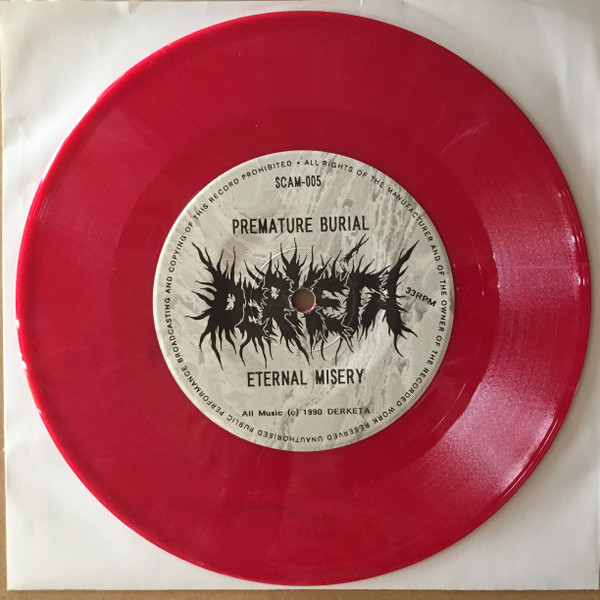 ALL RIGHTS OF THE MANUFACTURER AND OF THE OWNER OF THE RECORDED WORK RESERVED UNAUTHORISED PUBLIC PERFORMANCE BROADCASTING AND COPYING OF THIS RECORD PROHIBITED •
SCAM-005
PREMATURE BURIAL
DERKETA
33RPM
ETERNAL MISERY
All Music (c) 1990 DERKETA